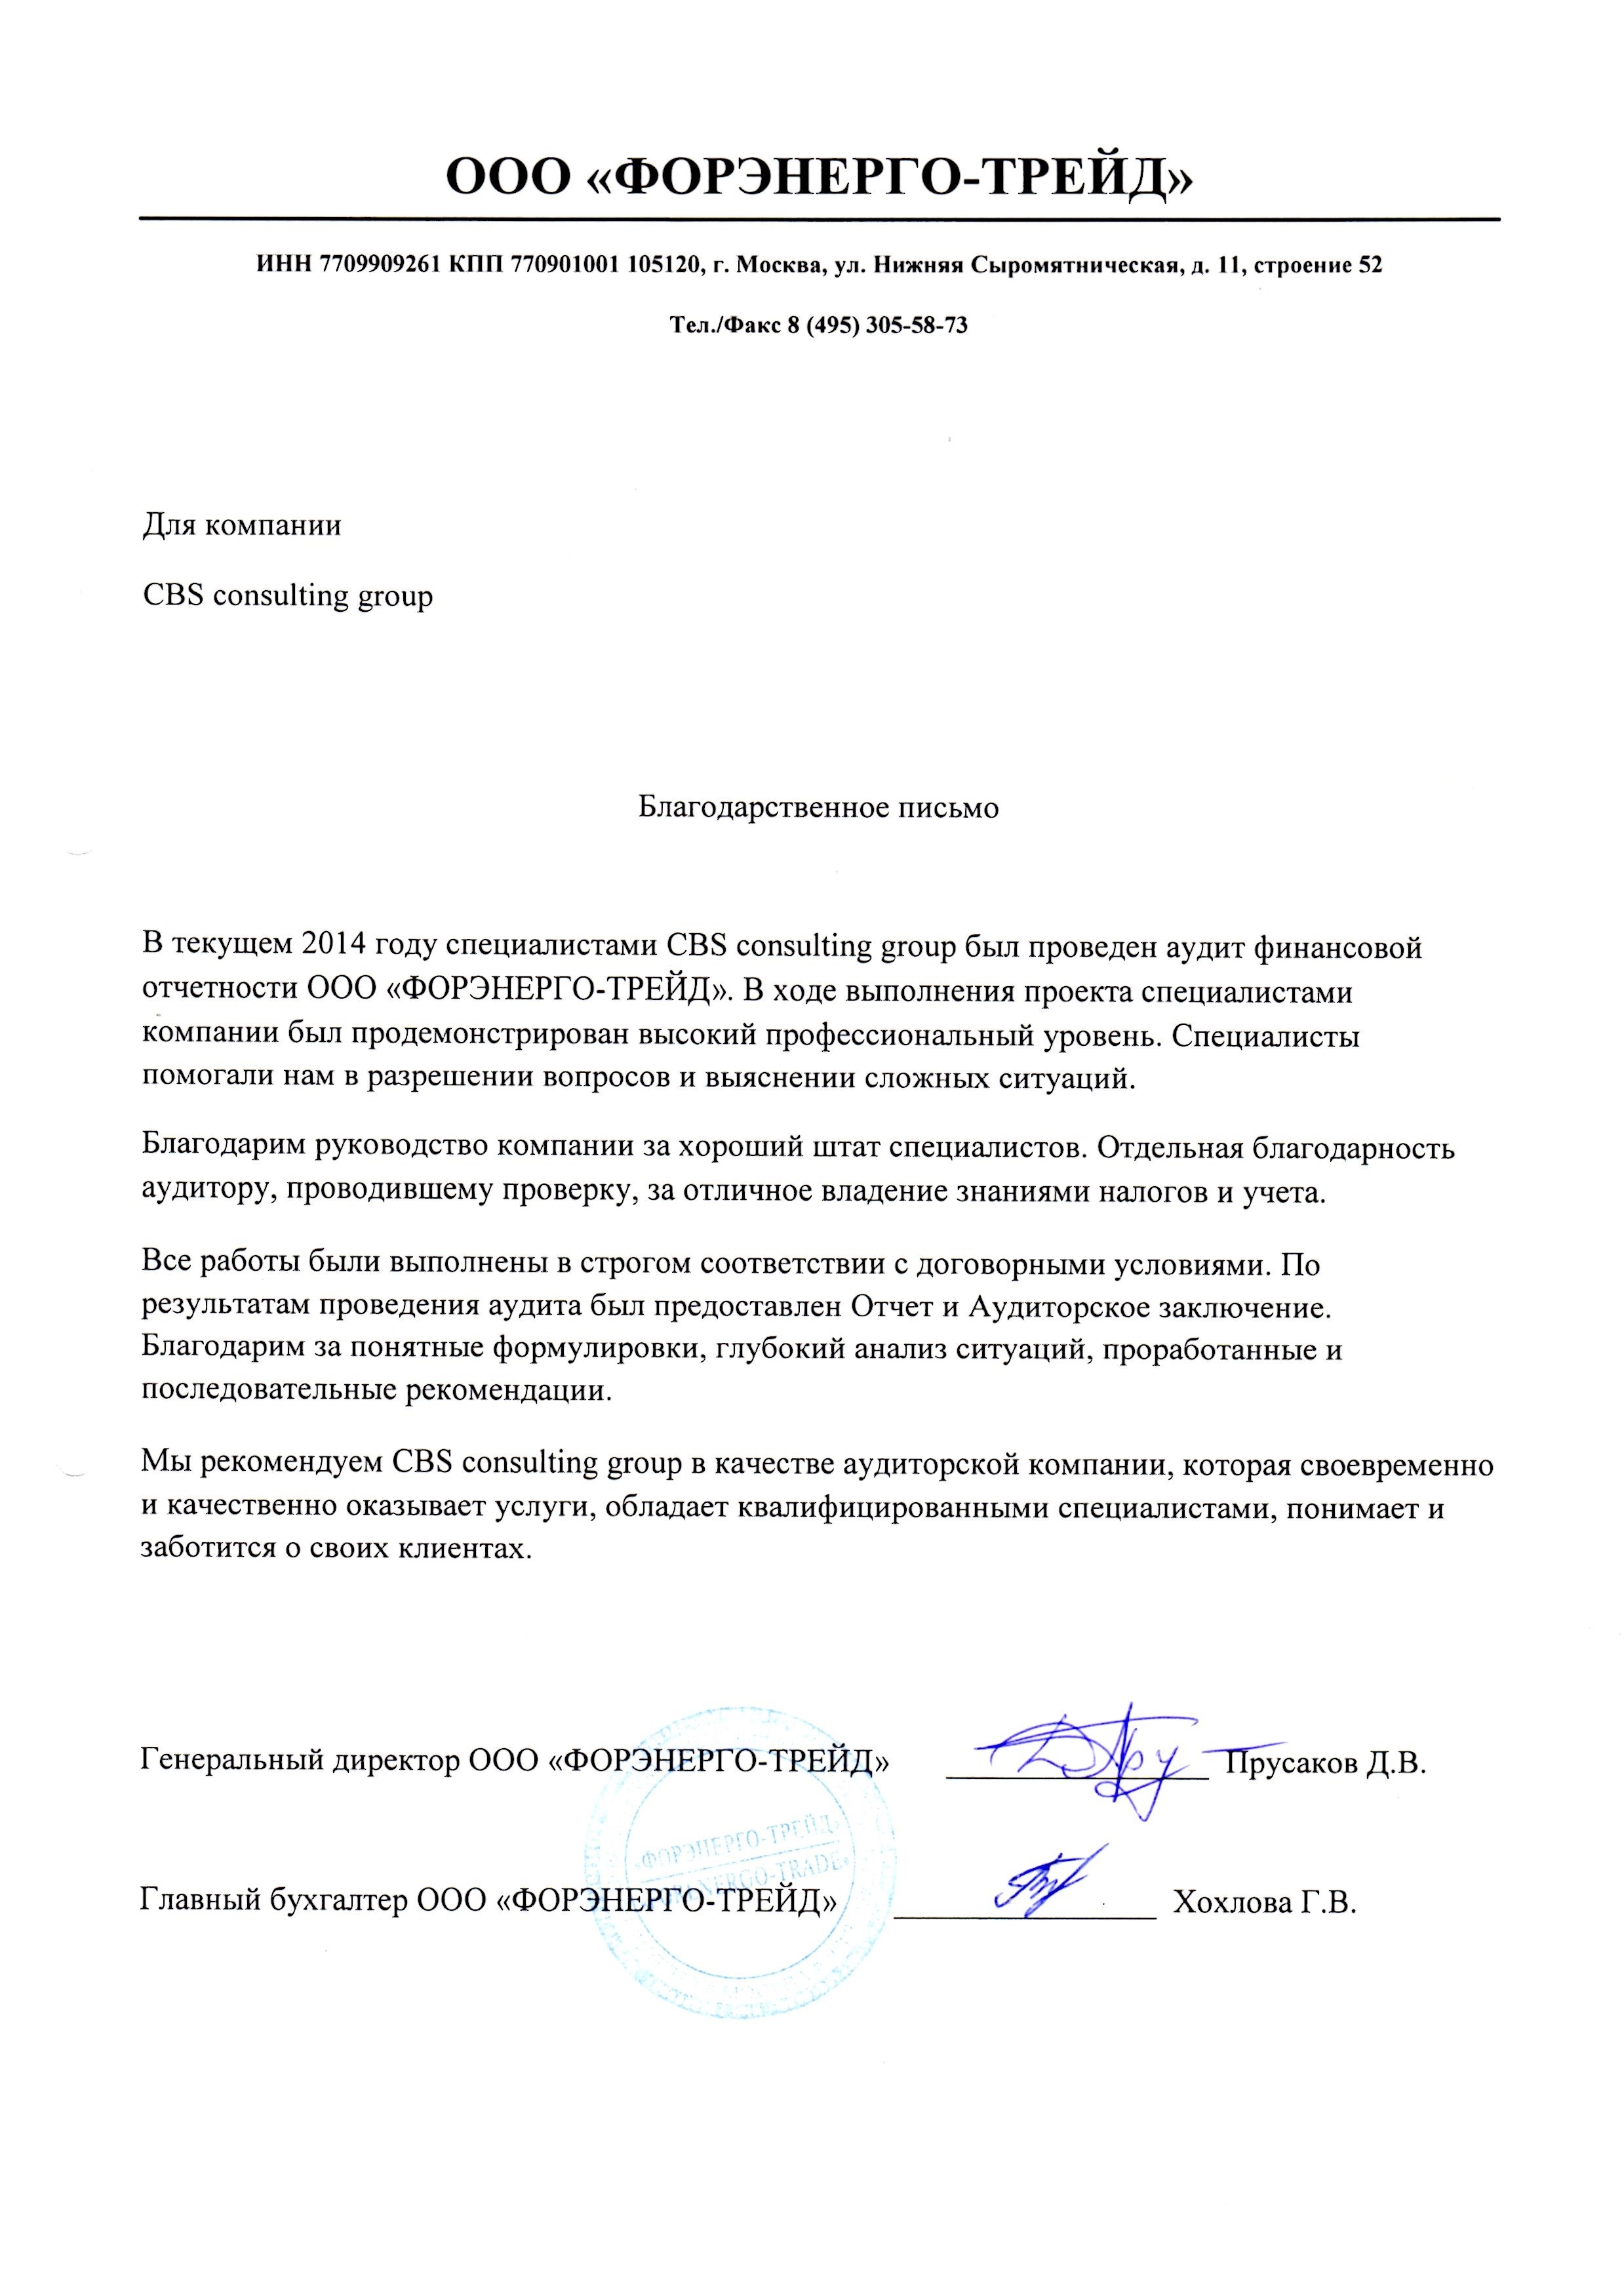 ООО «ФОРЭНЕРГО-ТРЕЙД»
ИНН 7709909261 КПП 770901001 105120, г. Москва, ул. Нижняя Сыромятническая, д. 11, строение 52
Тел./Факс 8 (495) 305-58-73
Для компании
CBS consulting group
Благодарственное письмо
В текущем 2014 году специалистами CBS consulting group был проведен аудит финансовой
отчетности ООО «ФОРЭНЕРГО-ТРЕЙД». В ходе выполнения проекта специалистами
компании был продемонстрирован высокий профессиональный уровень. Специалисты
помогали нам в разрешении вопросов и выяснении сложных ситуаций.
Благодарим руководство компании за хороший штат специалистов. Отдельная благодарность
аудитору, проводившему проверку, за отличное владение знаниями налогов и учета.
Все работы были выполнены в строгом соответствии с договорными условиями. По
результатам проведения аудита был предоставлен Отчет и Аудиторское заключение.
Благодарим за понятные формулировки, глубокий анализ ситуаций, проработанные и
последовательные рекомендации.
Мы рекомендуем CBS consulting group в качестве аудиторской компании, которая своевременно
и качественно оказывает услуги, обладает квалифицированными специалистами, понимает и
заботится о своих клиентах.
Генеральный директор ООО «ФОРЭНЕРГО-ТРЕЙД» Прусаков Д.В.
«ФОРЭНЕРГО-ТРЕЙД»
«FORENERGO-TRADE»
Главный бухгалтер ООО «ФОРЭНЕРГО-ТРЕЙД» Хохлова Г.В.